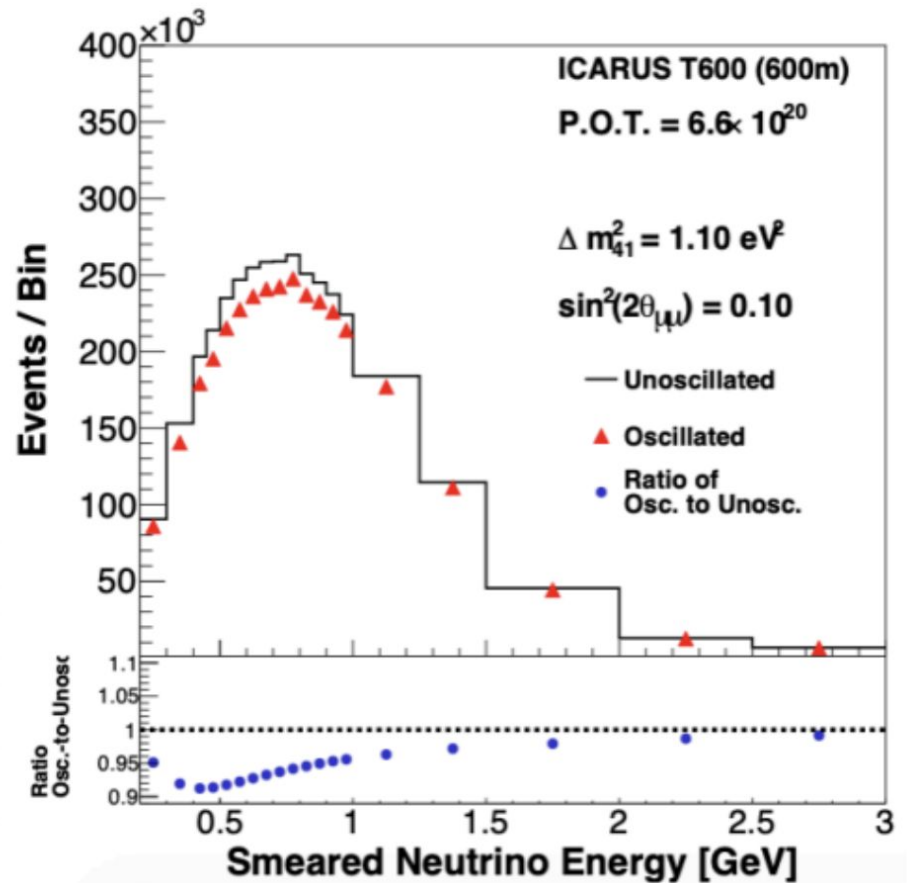 400×10³
350
300
250
200
150
100
50
Events / Bin
ICARUS T600 (600m)
P.O.T. = 6.6× 10²⁰
Δ m²₄₁ = 1.10 eV²
sin²(2θμμ) = 0.10
Unoscillated
Oscillated
Ratio of
Osc. to Unosc.
1.1
1.05
1
0.95
0.9
Ratio
Osc.-to-Unosc
0.5 1 1.5 2 2.5 3
Smeared Neutrino Energy [GeV]